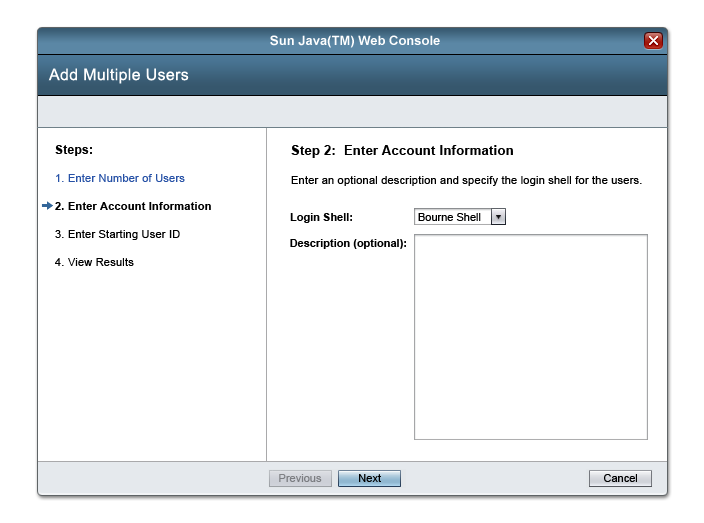 Sun Java(TM) Web Console
Add Multiple Users
Steps:
1. Enter Number of Users
2. Enter Account Information
3. Enter Starting User ID
4. View Results
Step 2: Enter Account Information
Enter an optional description and specify the login shell for the users.
Login Shell: Bourne Shell
Description (optional):
Previous Next Cancel